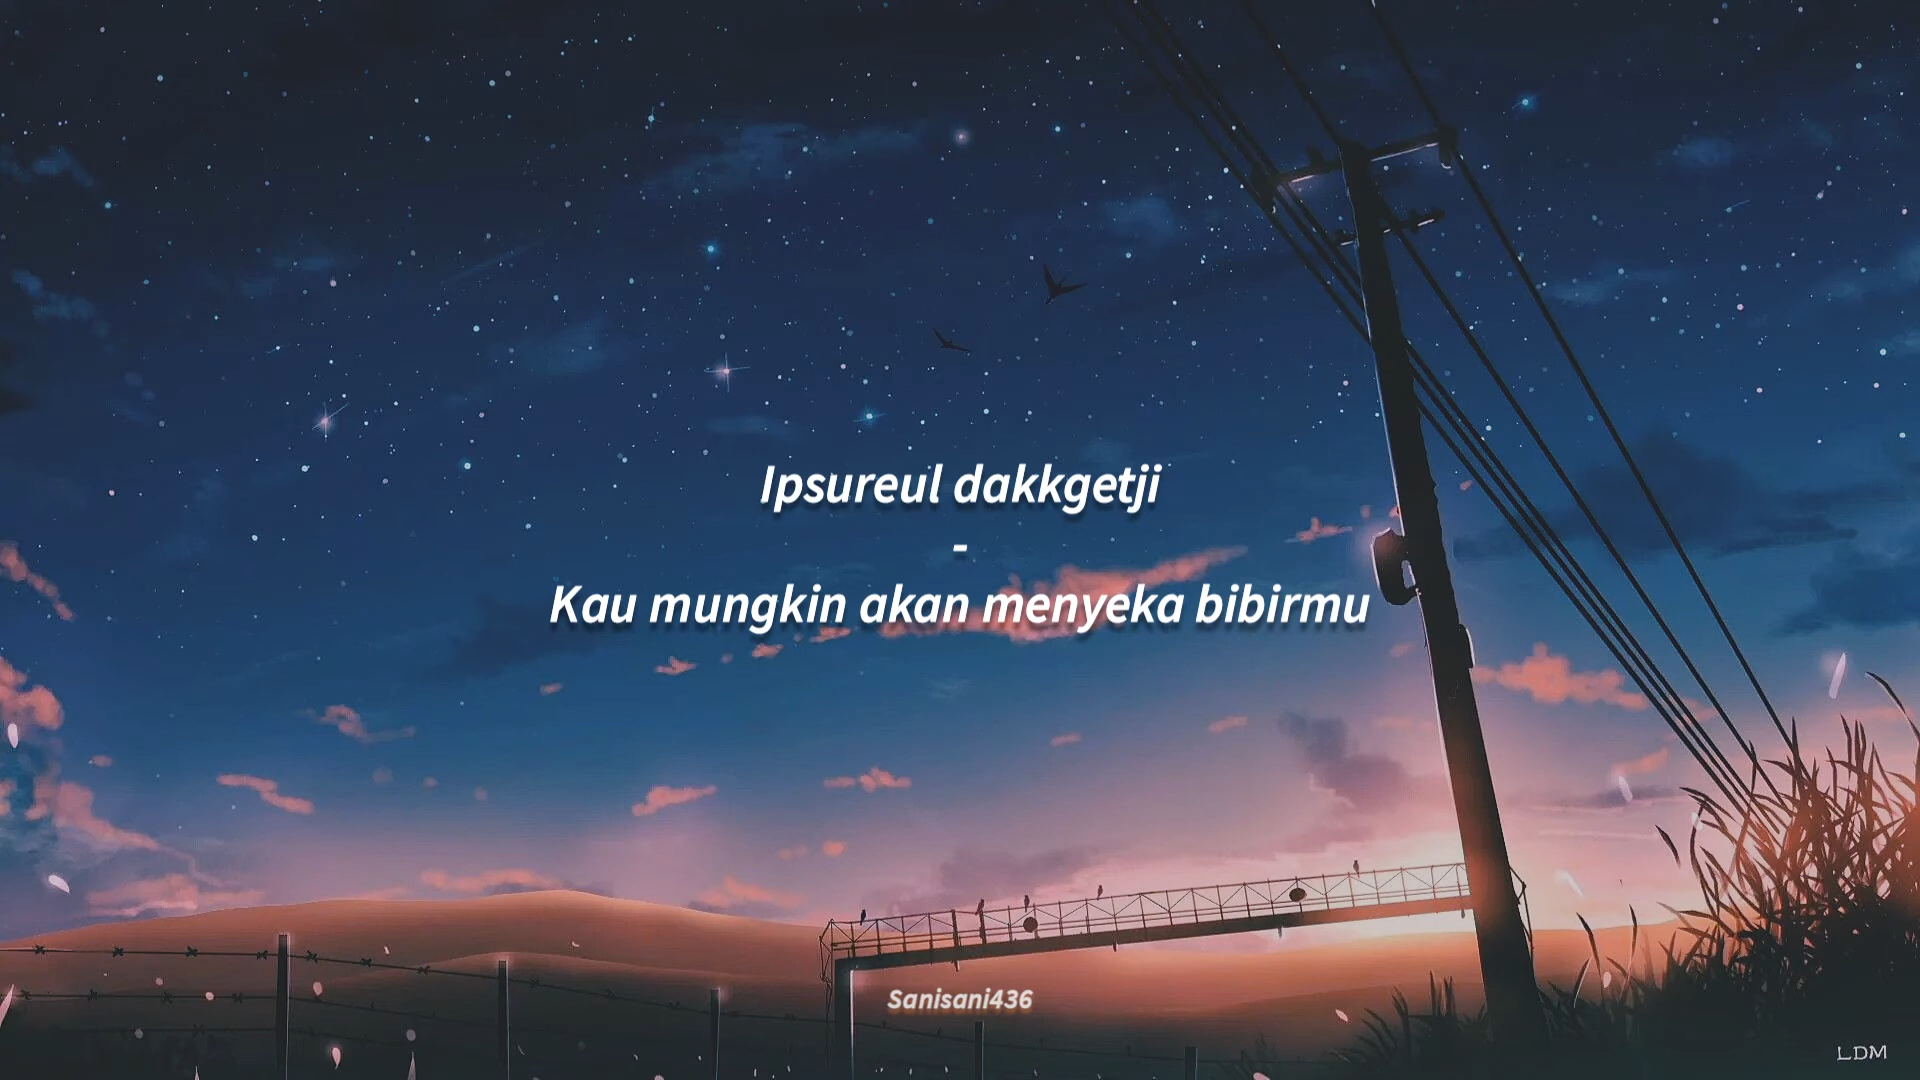 Ipsureul dakkgetji
-
Kau mungkin akan menyeka bibirmu
Sanisani436
LDM